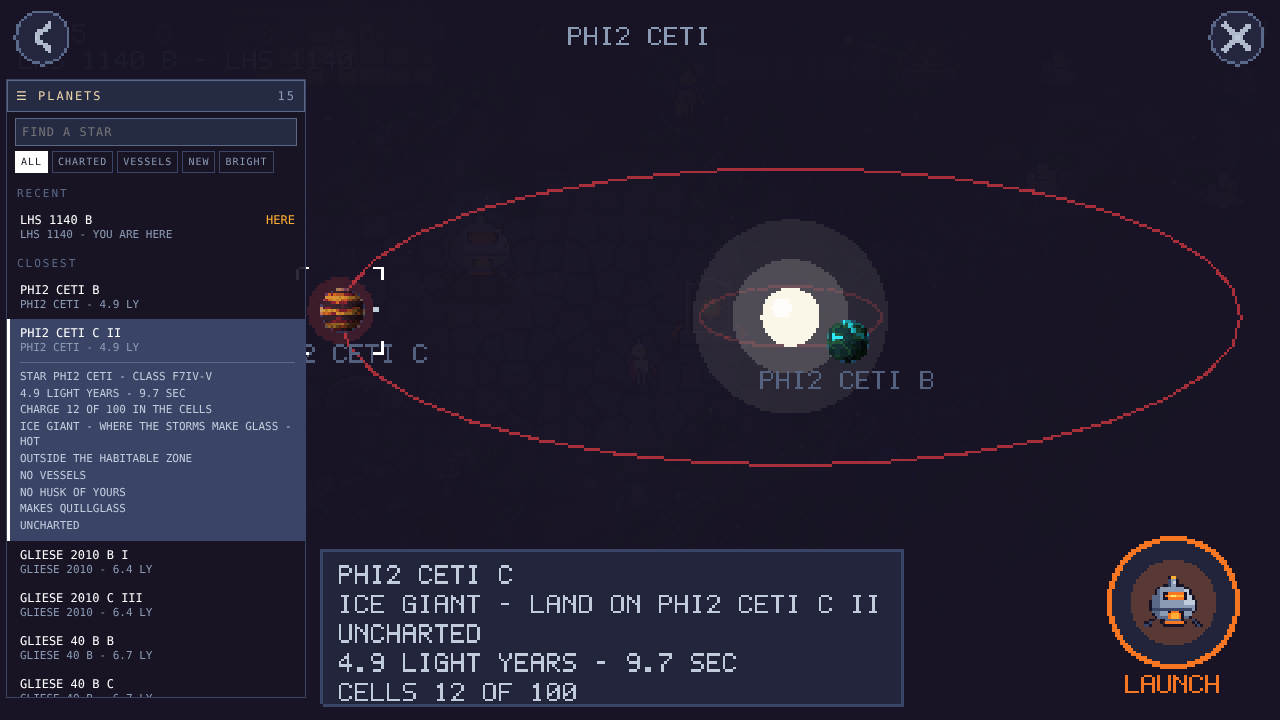 PHI2 CETI
1140 B - LHS 1140
☰ PLANETS 15
FIND A STAR
ALL CHARTED VESSELS NEW BRIGHT
RECENT
LHS 1140 B HERE
LHS 1140 - YOU ARE HERE
CLOSEST
PHI2 CETI B
PHI2 CETI - 4.9 LY
PHI2 CETI C II
PHI2 CETI - 4.9 LY
STAR PHI2 CETI - CLASS F7IV-V
4.9 LIGHT YEARS - 9.7 SEC
CHARGE 12 OF 100 IN THE CELLS
ICE GIANT - WHERE THE STORMS MAKE GLASS -
HOT
OUTSIDE THE HABITABLE ZONE
NO VESSELS
NO HUSK OF YOURS
MAKES QUILLGLASS
UNCHARTED
GLIESE 2010 B I
GLIESE 2010 - 6.4 LY
GLIESE 2010 C III
GLIESE 2010 - 6.4 LY
GLIESE 40 B B
GLIESE 40 B - 6.7 LY
GLIESE 40 B C
GLIESE 40 B - 6.7 LY
2 CETI C
PHI2 CETI B
PHI2 CETI C
ICE GIANT - LAND ON PHI2 CETI C II
UNCHARTED
4.9 LIGHT YEARS - 9.7 SEC
CELLS 12 OF 100
LAUNCH